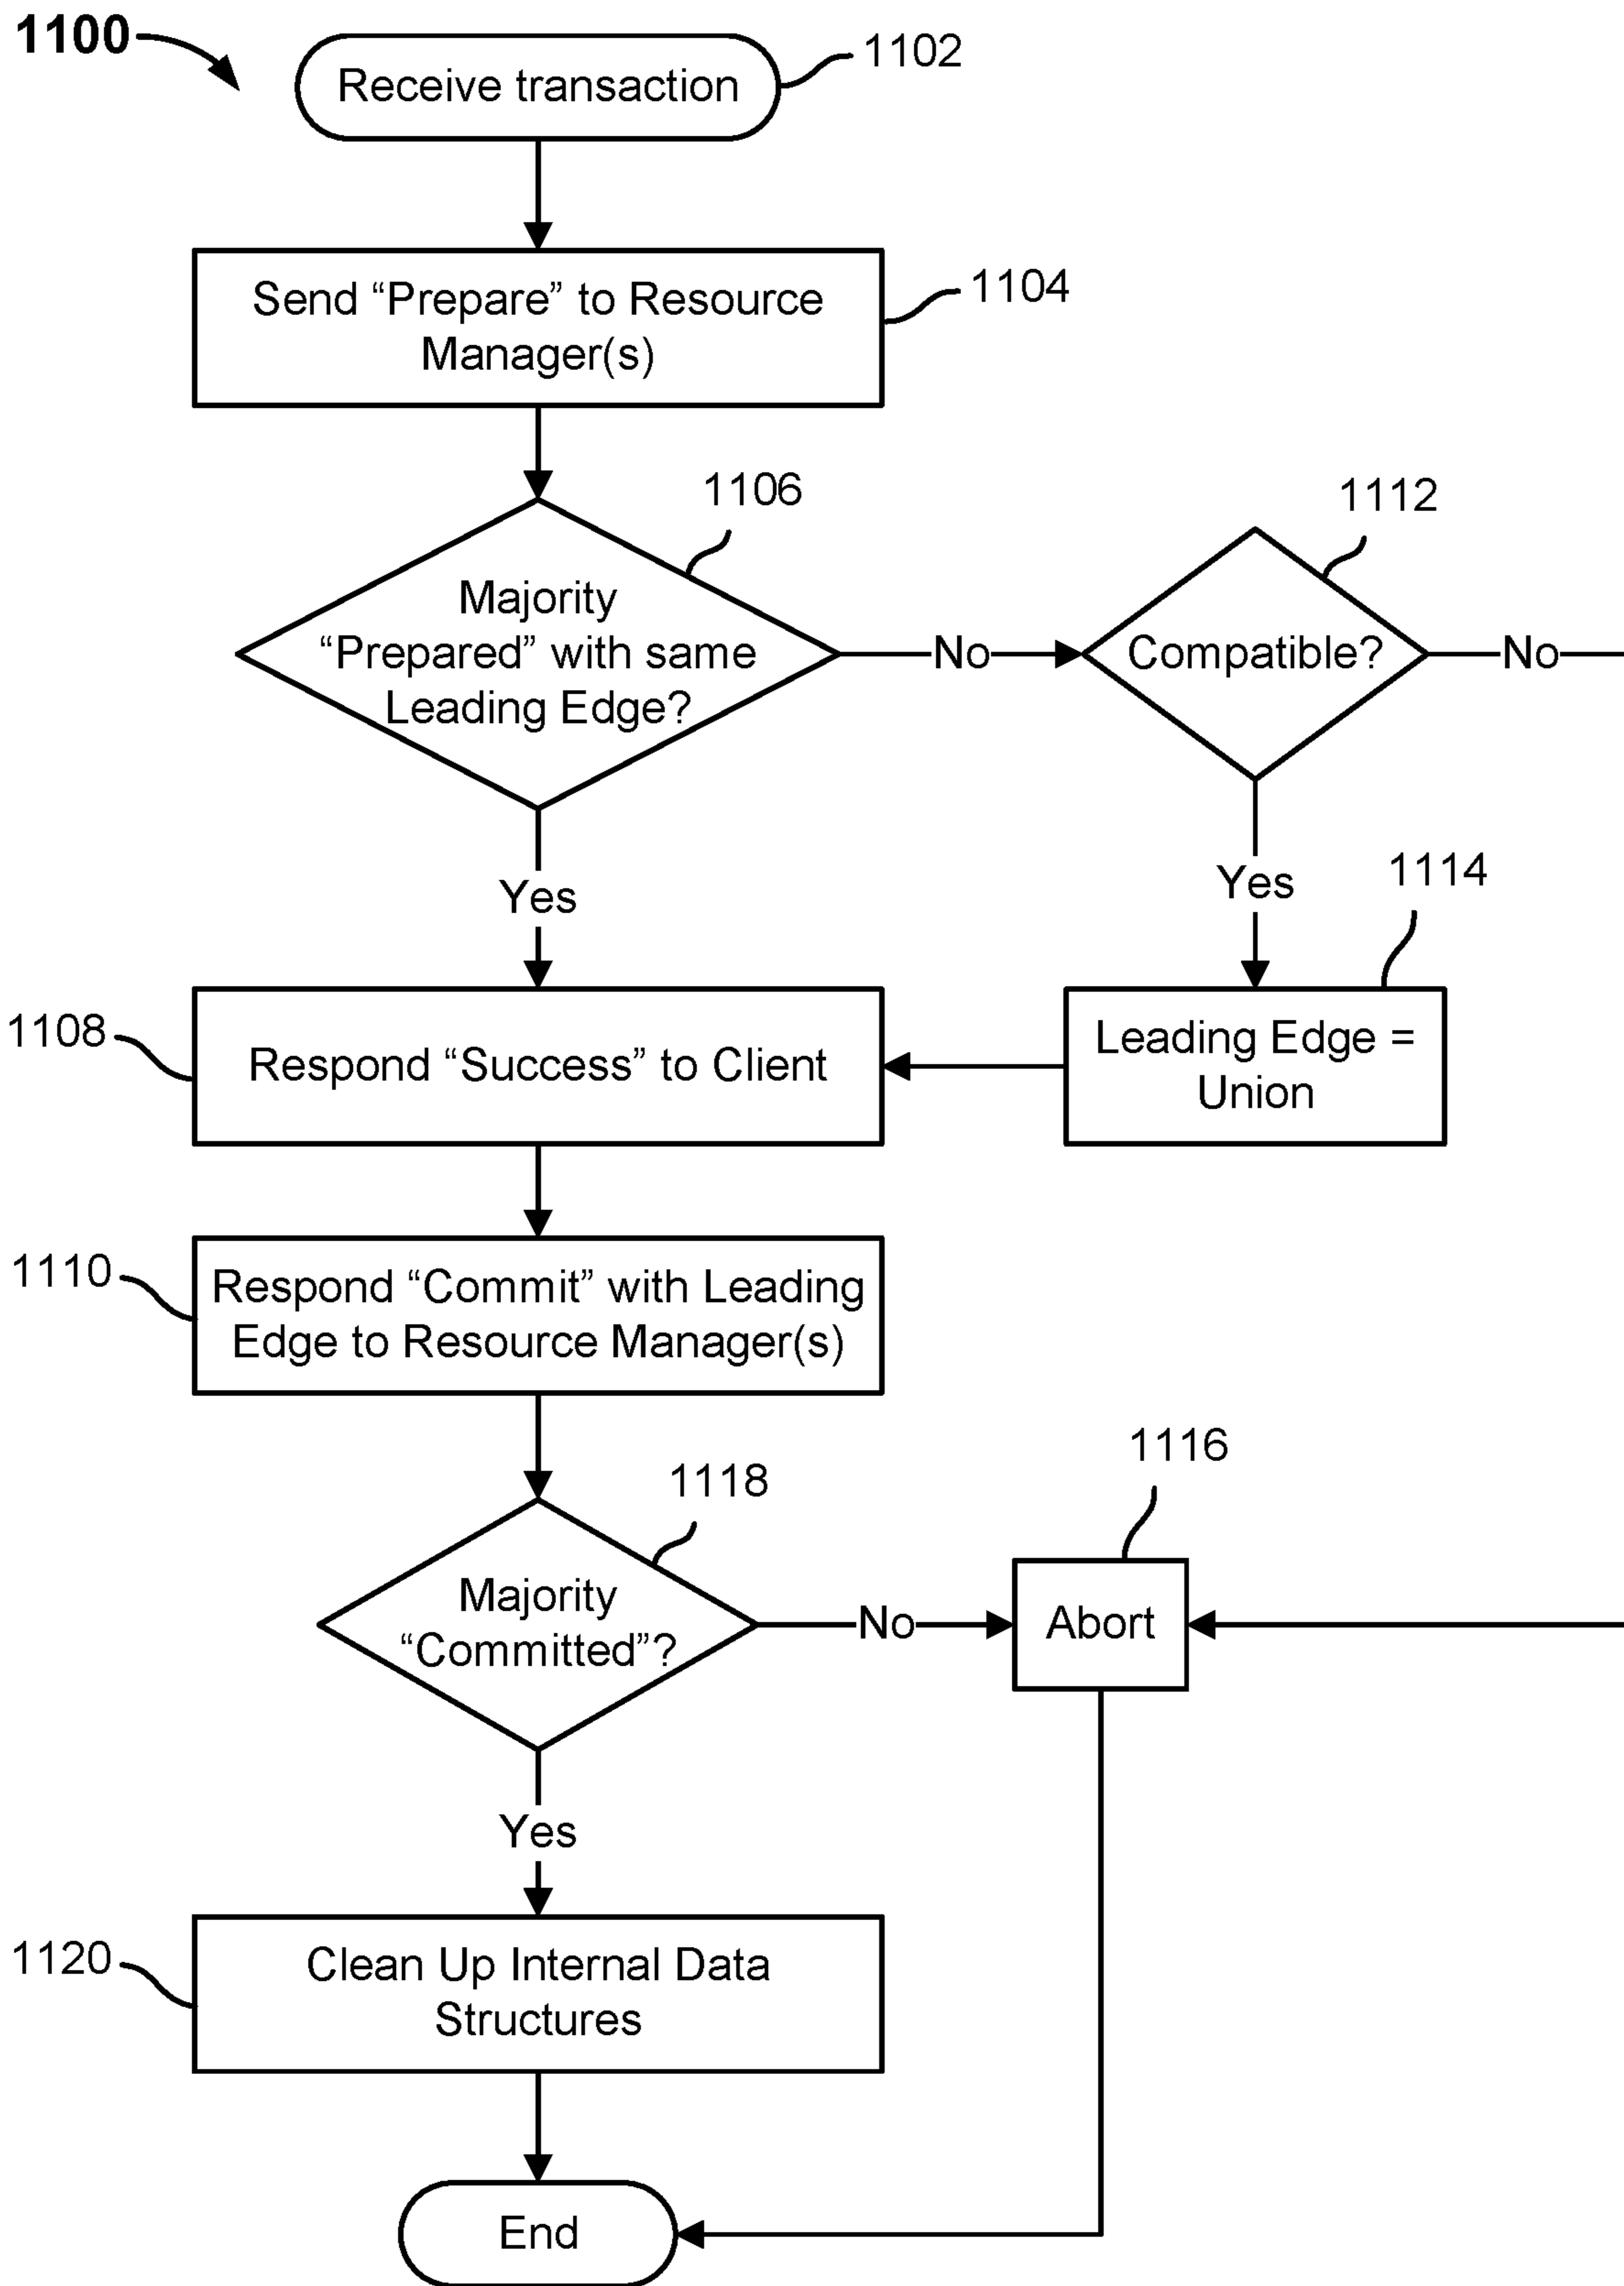 1100
Receive transaction
1102
Send “Prepare” to Resource
Manager(s)
1104
1106
Majority
“Prepared” with same
Leading Edge?
No
1112
Compatible?
No
Yes
Yes
1114
Leading Edge =
Union
1108
Respond “Success” to Client
1110
Respond “Commit” with Leading
Edge to Resource Manager(s)
1118
Majority
“Committed”?
No
1116
Abort
Yes
1120
Clean Up Internal Data
Structures
End